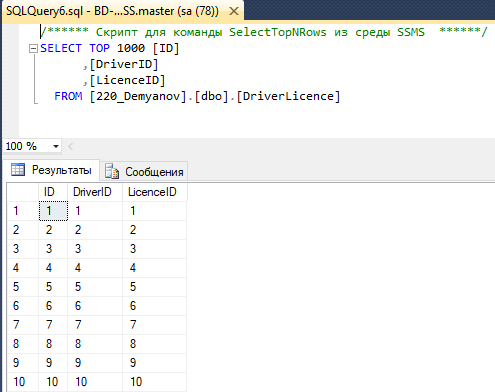 SQLQuery6.sql - BD-...SS.master (sa (78))
/****** Скрипт для команды SelectTopNRows из среды SSMS  ******/
SELECT TOP 1000 [ID]
      ,[DriverID]
      ,[LicenceID]
  FROM [220_Demyanov].[dbo].[DriverLicence]
100 %
Результаты Сообщения
ID DriverID LicenceID
1 1 1 1
2 2 2 2
3 3 3 3
4 4 4 4
5 5 5 5
6 6 6 6
7 7 7 7
8 8 8 8
9 9 9 9
10 10 10 10